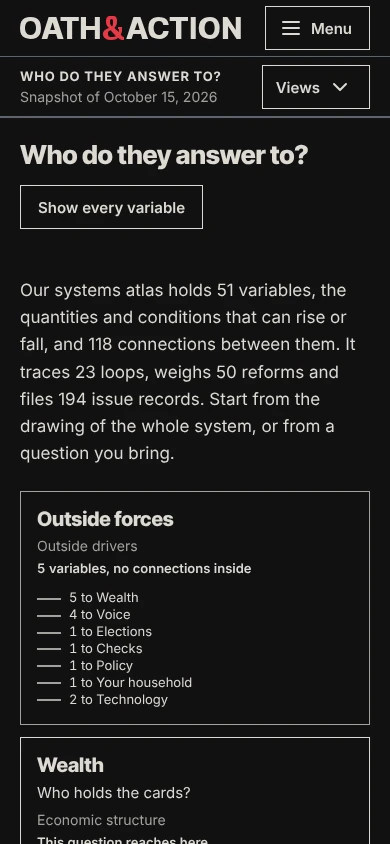 OATH&ACTION
Menu
WHO DO THEY ANSWER TO?
Snapshot of October 15, 2026
Views
Who do they answer to?
Show every variable
Our systems atlas holds 51 variables, the
quantities and conditions that can rise or
fall, and 118 connections between them. It
traces 23 loops, weighs 50 reforms and
files 194 issue records. Start from the
drawing of the whole system, or from a
question you bring.
Outside forces
Outside drivers
5 variables, no connections inside
5 to Wealth
4 to Voice
1 to Elections
1 to Checks
1 to Policy
1 to Your household
2 to Technology
Wealth
Who holds the cards?
Economic structure
This question reaches here